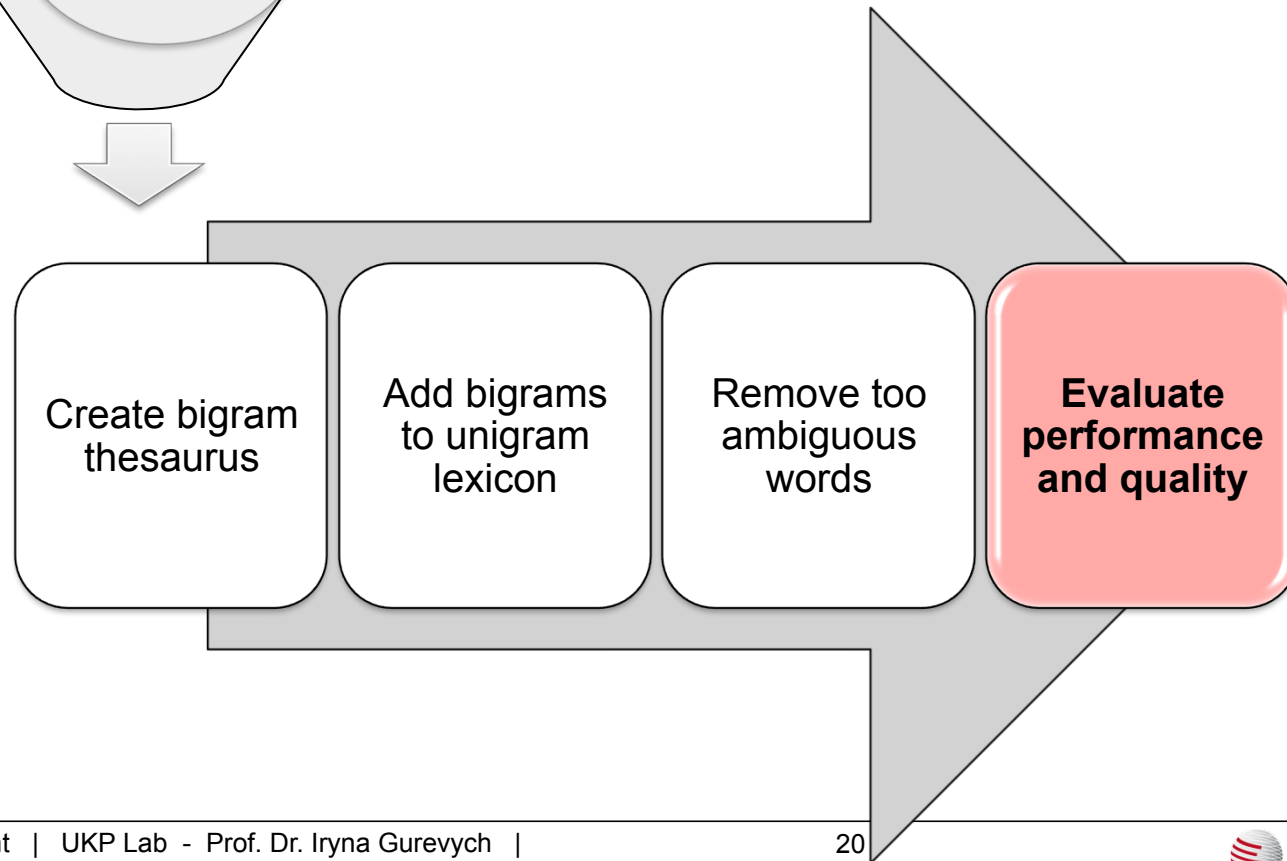 Create bigram
thesaurus
Add bigrams
to unigram
lexicon
Remove too
ambiguous
words
Evaluate
performance
and quality
| UKP Lab - Prof. Dr. Iryna Gurevych |
20